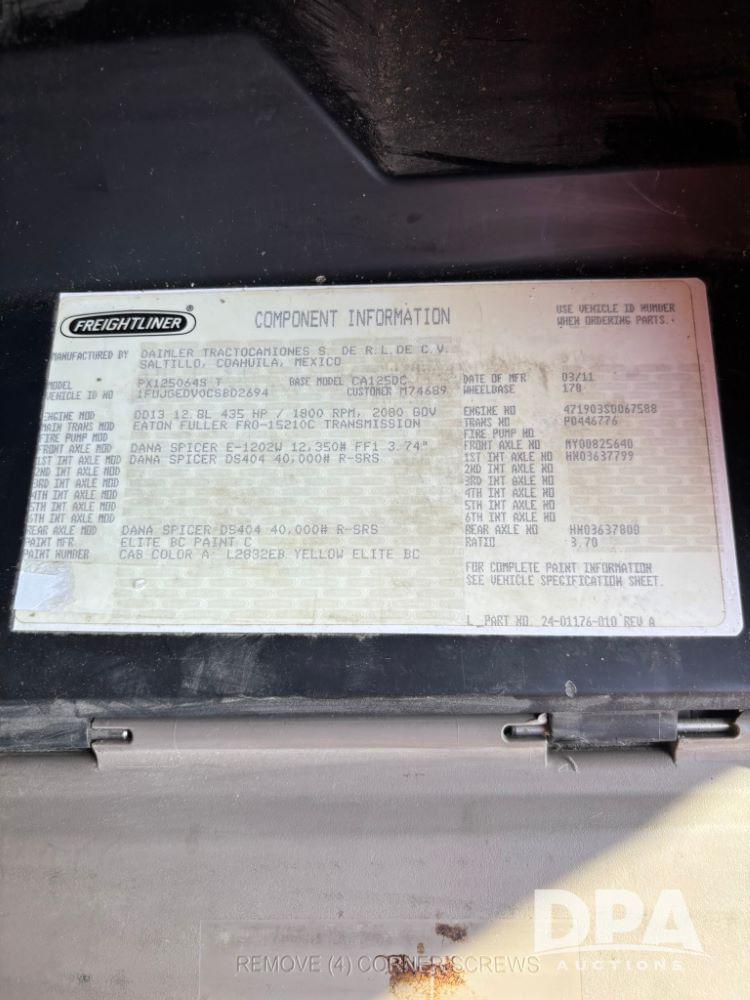 FREIGHTLINER®
COMPONENT INFORMATION
USE VEHICLE ID NUMBER
WHEN ORDERING PARTS.
MANUFACTURED BY DAIMLER TRACTOCAMIONES S. DE R.L.DE C.V.
SALTILLO, COAHUILA, MEXICO
MODEL PX125064S T BASE MODEL CA125DC DATE OF MFR 03/11
VEHICLE ID NO 1FUJGEDV0CSBD2694 CUSTOMER M74689 WHEELBASE 178
ENGINE MOD DD13 12.8L 435 HP / 1800 RPM, 2080 GOV ENGINE NO 471903S0067588
MAIN TRANS MOD EATON FULLER FRO-15210C TRANSMISSION TRANS NO P0446776
FIRE PUMP MOD FIRE PUMP NO
FRONT AXLE MOD DANA SPICER E-1202W 12,350# FF1 3.74" FRONT AXLE NO MY00825640
1ST INT AXLE MOD DANA SPICER DS404 40,000# R-SRS 1ST INT AXLE NO HH03637799
2ND INT AXLE MOD 2ND INT AXLE NO
3RD INT AXLE MOD 3RD INT AXLE NO
4TH INT AXLE MOD 4TH INT AXLE NO
5TH INT AXLE MOD 5TH INT AXLE NO
6TH INT AXLE MOD 6TH INT AXLE NO
REAR AXLE MOD DANA SPICER DS404 40,000# R-SRS REAR AXLE NO HH03637800
PAINT MFR ELITE BC PAINT C RATIO 3.70
PAINT NUMBER CAB COLOR A: L2832EB YELLOW ELITE BC
FOR COMPLETE PAINT INFORMATION
SEE VEHICLE SPECIFICATION SHEET.
PART NO. 24-01176-010 REV A
DPA
AUCTIONS
REMOVE (4) CORNER SCREWS